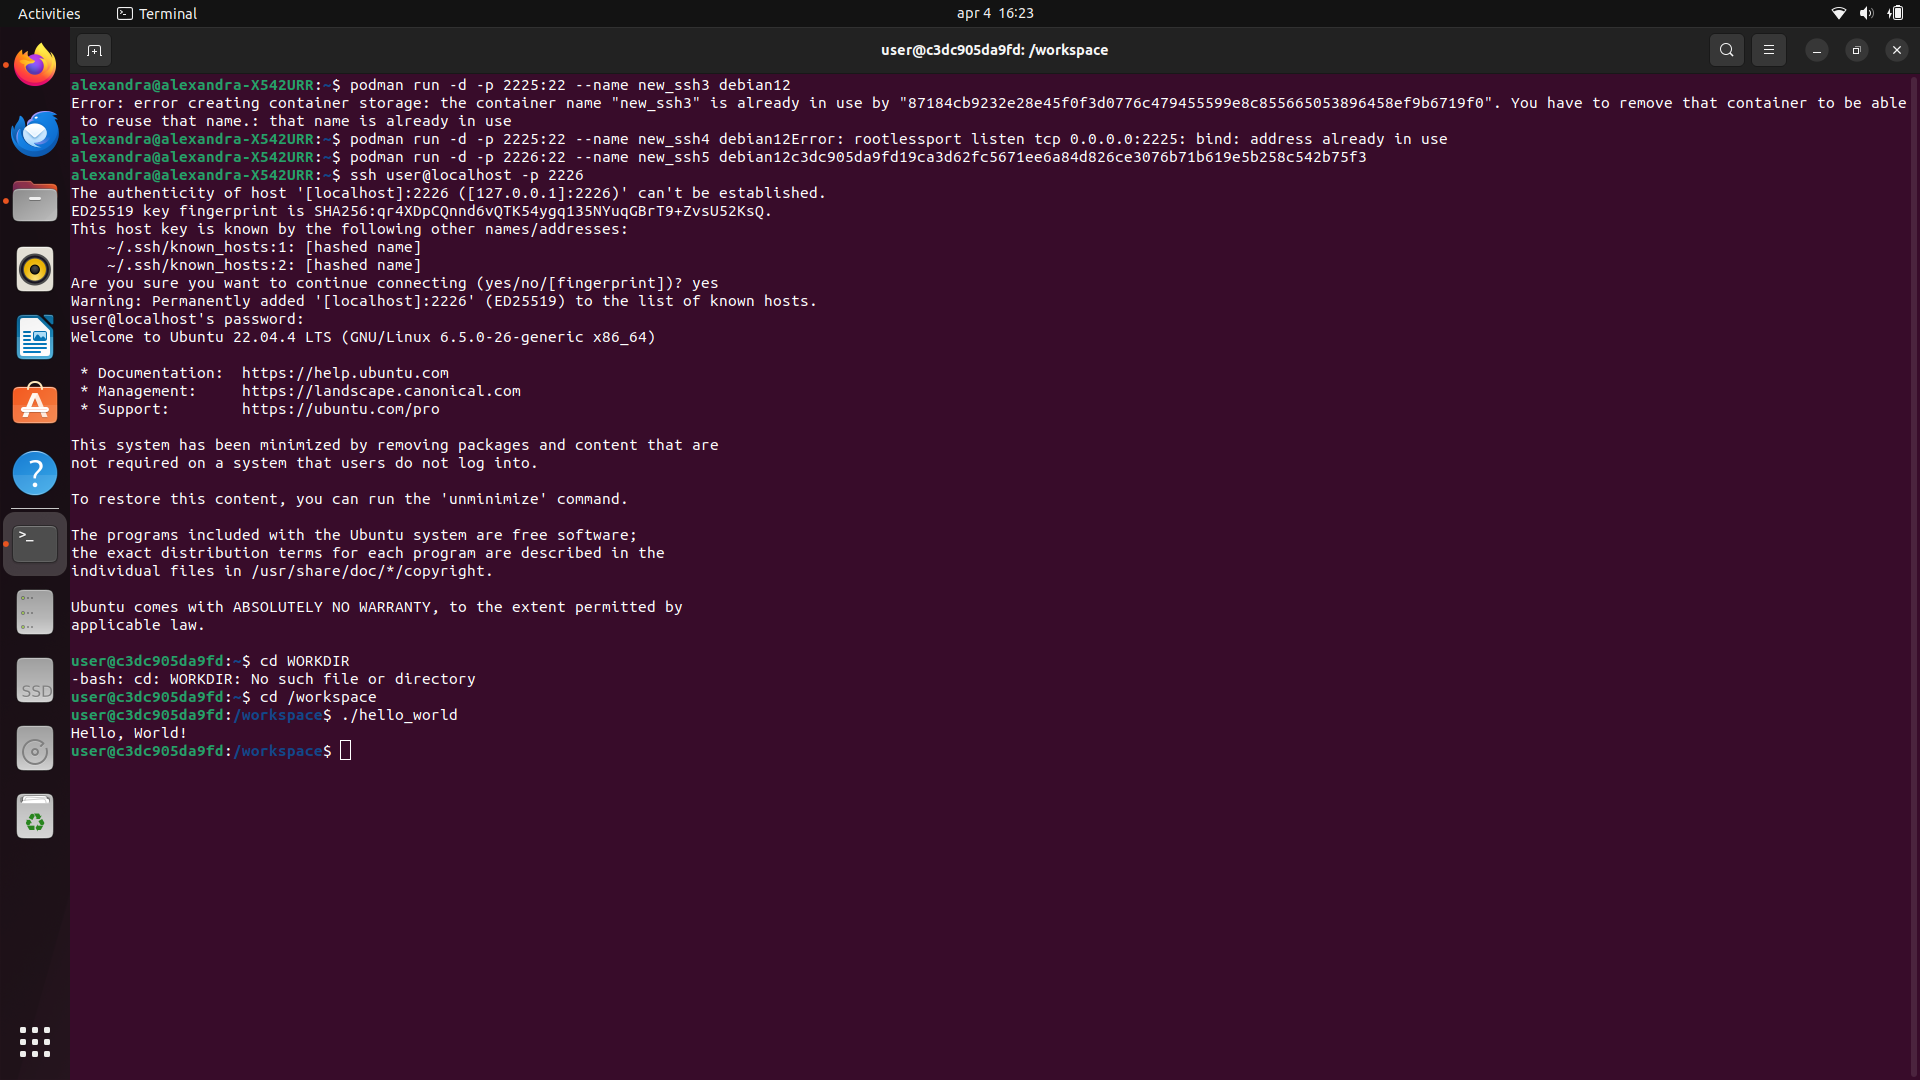 Activities
Terminal
apr 4 16:23
user@c3dc905da9fd: /workspace
alexandra@alexandra-X542URR:~$ podman run -d -p 2225:22 --name new_ssh3 debian12
Error: error creating container storage: the container name "new_ssh3" is already in use by "87184cb9232e28e45f0f3d0776c479455599e8c855665053896458ef9b6719f0". You have to remove that container to be able
 to reuse that name.: that name is already in use
alexandra@alexandra-X542URR:~$ podman run -d -p 2225:22 --name new_ssh4 debian12Error: rootlessport listen tcp 0.0.0.0:2225: bind: address already in use
alexandra@alexandra-X542URR:~$ podman run -d -p 2226:22 --name new_ssh5 debian12c3dc905da9fd19ca3d62fc5671ee6a84d826ce3076b71b619e5b258c542b75f3
alexandra@alexandra-X542URR:~$ ssh user@localhost -p 2226
The authenticity of host '[localhost]:2226 ([127.0.0.1]:2226)' can't be established.
ED25519 key fingerprint is SHA256:qr4XDpCQnnd6vQTK54ygq135NYuqGBrT9+ZvsU52KsQ.
This host key is known by the following other names/addresses:
    ~/.ssh/known_hosts:1: [hashed name]
    ~/.ssh/known_hosts:2: [hashed name]
Are you sure you want to continue connecting (yes/no/[fingerprint])? yes
Warning: Permanently added '[localhost]:2226' (ED25519) to the list of known hosts.
user@localhost's password:
Welcome to Ubuntu 22.04.4 LTS (GNU/Linux 6.5.0-26-generic x86_64)

 * Documentation:  https://help.ubuntu.com
 * Management:     https://landscape.canonical.com
 * Support:        https://ubuntu.com/pro

This system has been minimized by removing packages and content that are
not required on a system that users do not log into.

To restore this content, you can run the 'unminimize' command.

The programs included with the Ubuntu system are free software;
the exact distribution terms for each program are described in the
individual files in /usr/share/doc/*/copyright.

Ubuntu comes with ABSOLUTELY NO WARRANTY, to the extent permitted by
applicable law.

user@c3dc905da9fd:~$ cd WORKDIR
-bash: cd: WORKDIR: No such file or directory
user@c3dc905da9fd:~$ cd /workspace
user@c3dc905da9fd:/workspace$ ./hello_world
Hello, World!
user@c3dc905da9fd:/workspace$
SSD